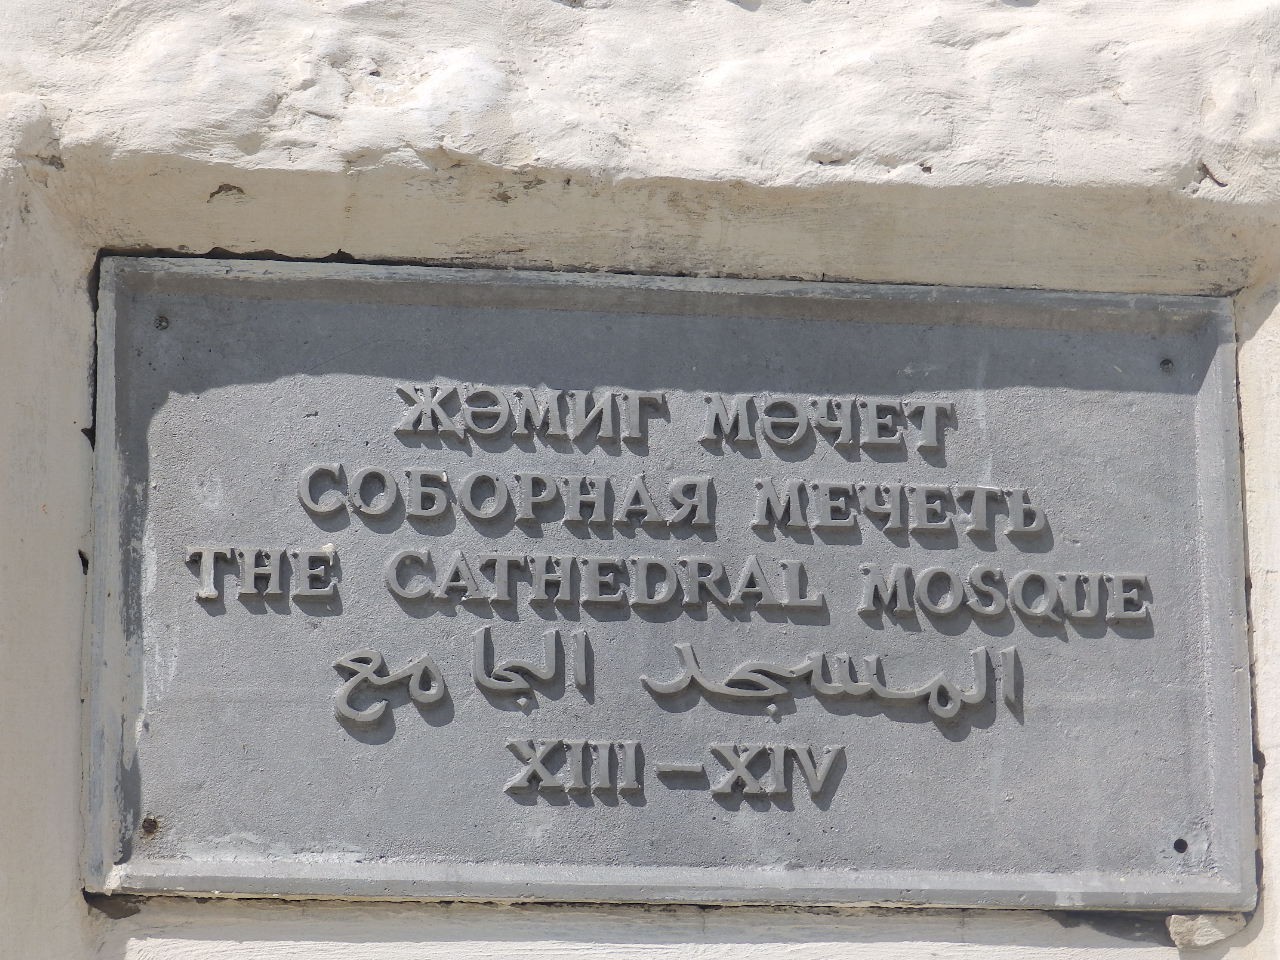 ЖӘМИГ МӘЧЕТ
СОБОРНАЯ МЕЧЕТЬ
THE CATHEDRAL MOSQUE
المسجد الجامع
XIII–XIV